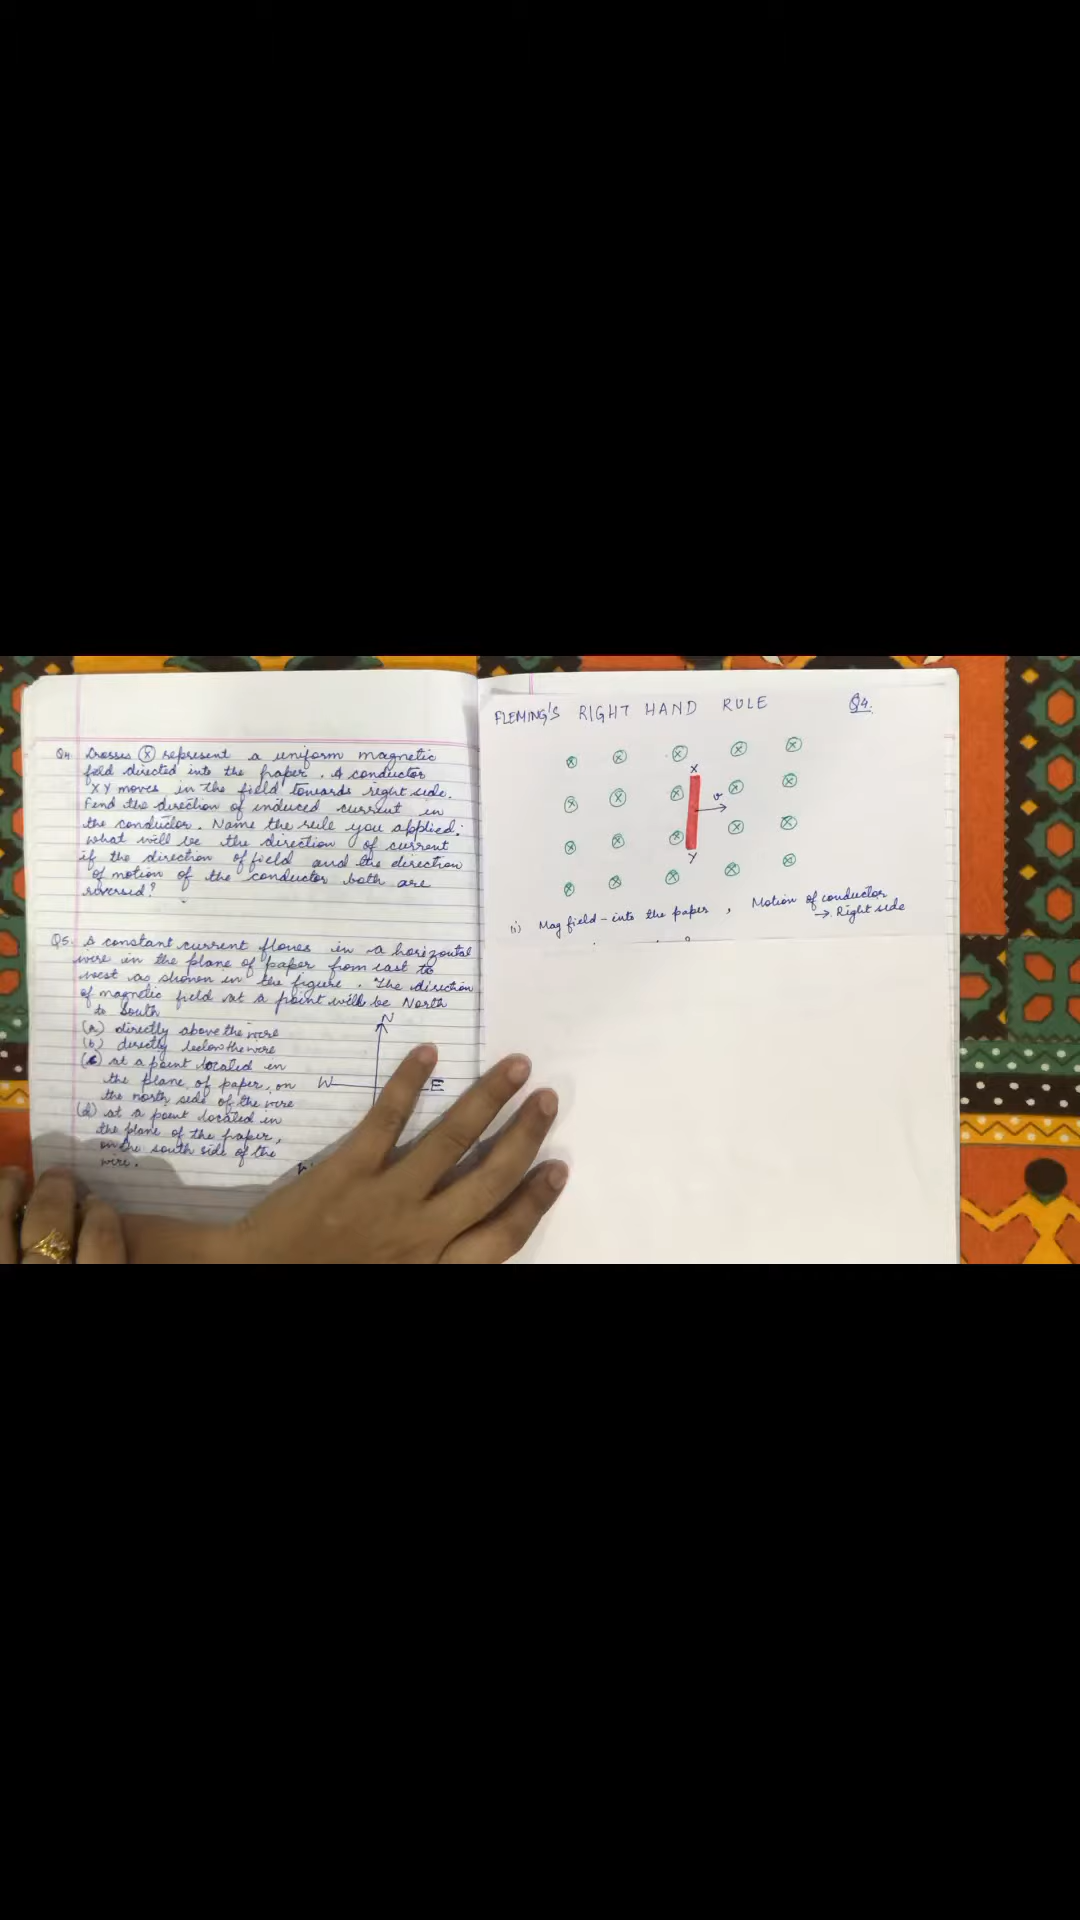 Q4. Crosses ⓧ represent a uniform magnetic
field directed into the paper. A conductor
XY moves in the field towards right side.
Find the direction of induced current in
the conductor. Name the rule you applied.
what will be the direction of current
if the direction of field and the direction
of motion of the conductor both are
reversed?
Q5. A constant current flows in a horizontal
wire in the plane of paper from east to
west as shown in the figure. The direction
of magnetic field at a point will be North
to South
(a) directly above the wire
(b) directly below the wire
(c) at a point located in
the plane of paper, on
the north side of the wire
(d) at a point located in
the plane of the paper,
on the south side of the
wire.
N
W E
FLEMING'S RIGHT HAND RULE Q4.
X
v
Y
(i) Mag field - into the paper, Motion of conductor
→ Right side